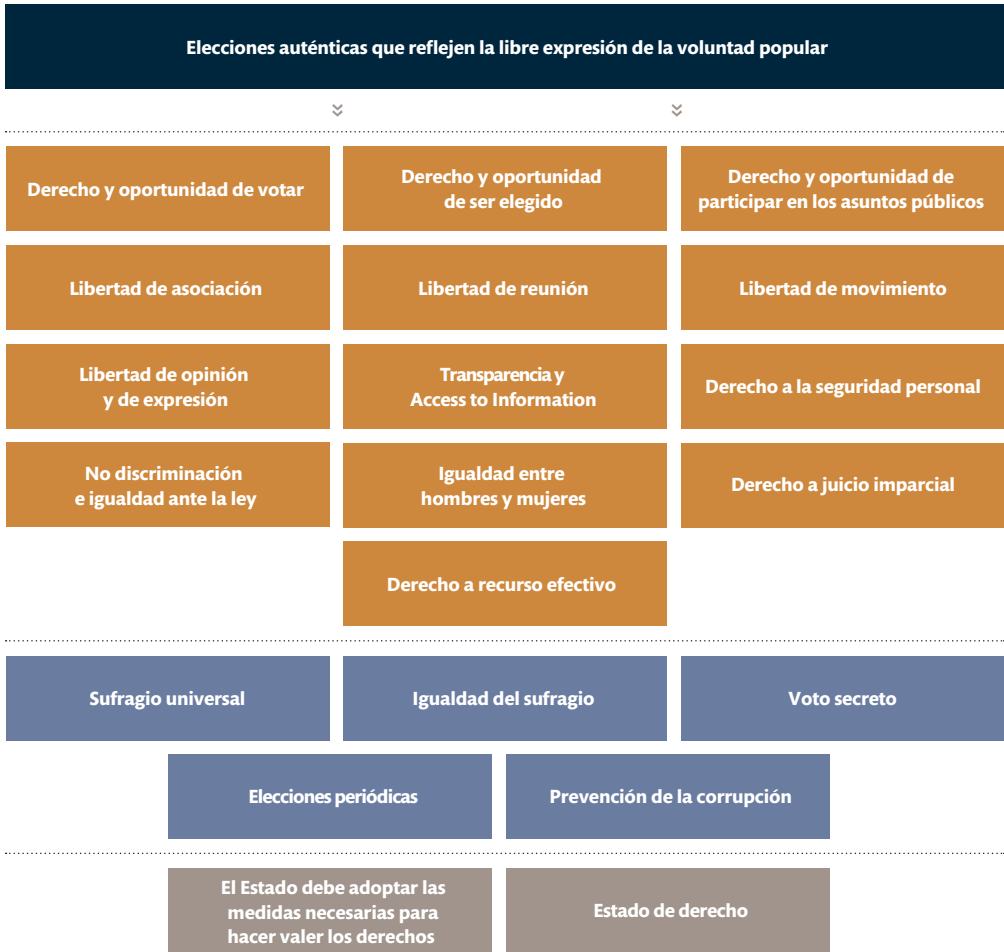 Elecciones auténticas que reflejen la libre expresión de la voluntad popular
Derecho y oportunidad de votar
Derecho y oportunidad
de ser elegido
Derecho y oportunidad de
participar en los asuntos públicos
Libertad de asociación
Libertad de reunión
Libertad de movimiento
Libertad de opinión
y de expresión
Transparencia y
Access to Information
Derecho a la seguridad personal
No discriminación
e igualdad ante la ley
Igualdad entre
hombres y mujeres
Derecho a juicio imparcial
Derecho a recurso efectivo
Sufragio universal
Igualdad del sufragio
Voto secreto
Elecciones periódicas
Prevención de la corrupción
El Estado debe adoptar las
medidas necesarias para
hacer valer los derechos
Estado de derecho